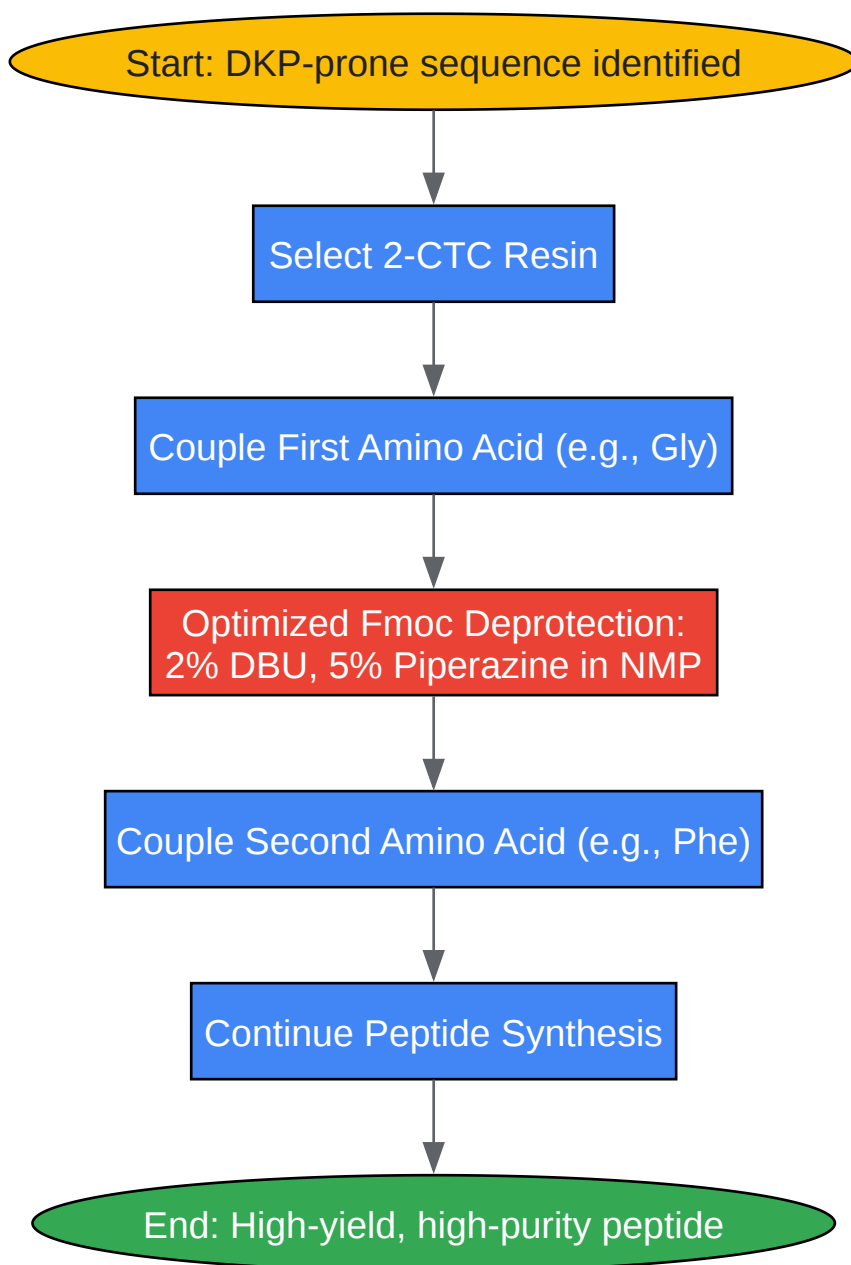 Start: DKP-prone sequence identified
Select 2-CTC Resin
Couple First Amino Acid (e.g., Gly)
Optimized Fmoc Deprotection:
2% DBU, 5% Piperazine in NMP
Couple Second Amino Acid (e.g., Phe)
Continue Peptide Synthesis
End: High-yield, high-purity peptide